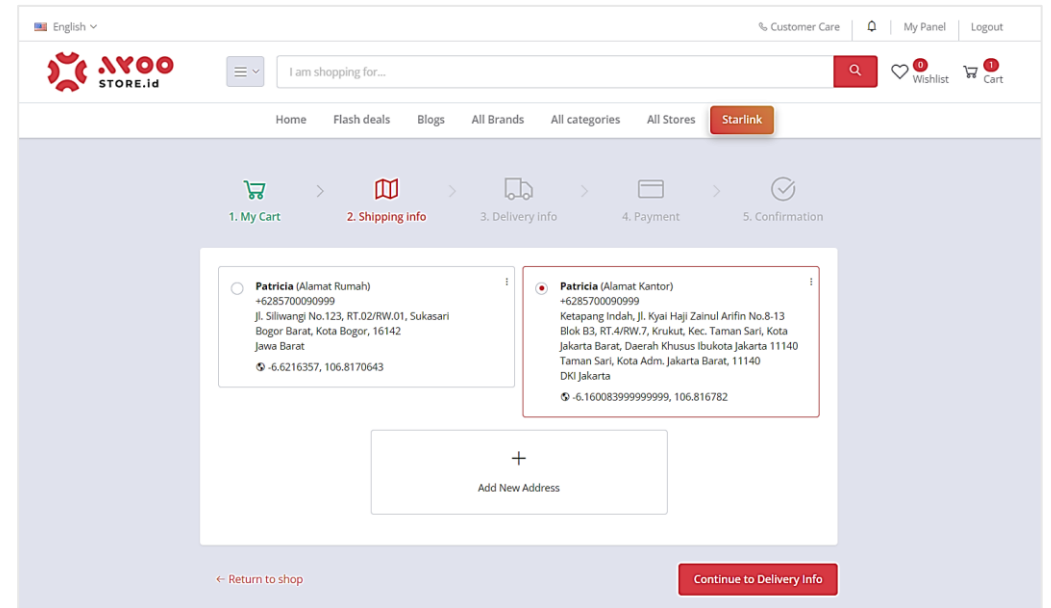 English
Customer Care
My Panel
Logout
AYOO
STORE.id
I am shopping for...
0
Wishlist
1
Cart
Home
Flash deals
Blogs
All Brands
All categories
All Stores
Starlink
1. My Cart
2. Shipping info
3. Delivery info
4. Payment
5. Confirmation
Patricia (Alamat Rumah)
+6285700090999
Jl. Siliwangi No.123, RT.02/RW.01, Sukasari
Bogor Barat, Kota Bogor, 16142
Jawa Barat
-6.6216357, 106.8170643
Patricia (Alamat Kantor)
+6285700090999
Ketapang Indah, Jl. Kyai Haji Zainul Arifin No.8-13
Blok B3, RT.4/RW.7, Krukut, Kec. Taman Sari, Kota
Jakarta Barat, Daerah Khusus Ibukota Jakarta 11140
Taman Sari, Kota Adm. Jakarta Barat, 11140
DKI Jakarta
-6.160083999999999, 106.816782
+
Add New Address
← Return to shop
Continue to Delivery Info